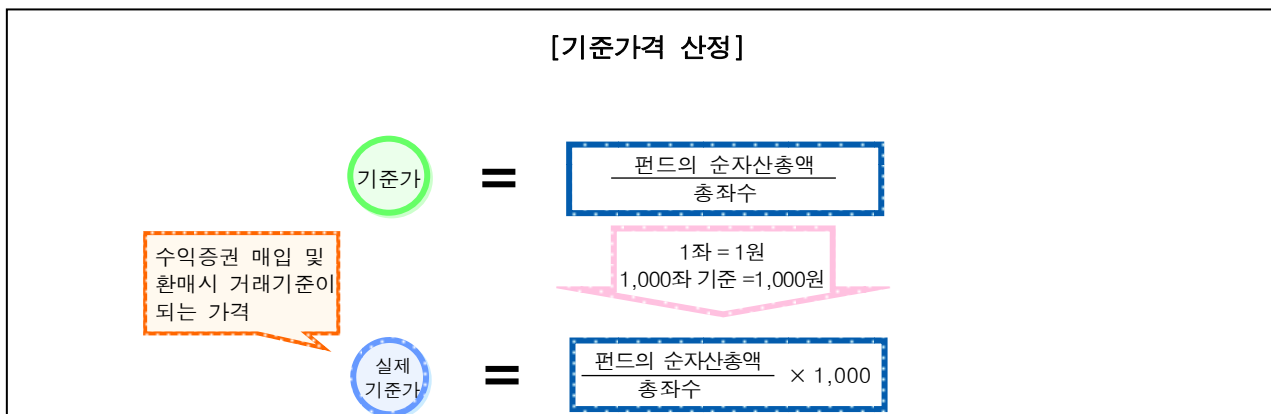 [기준가격 산정]
기준가
=
펀드의 순자산총액
총좌수
1좌 = 1원
1,000좌 기준 =1,000원
수익증권 매입 및
환매시 거래기준이
되는 가격
실제
기준가
=
펀드의 순자산총액
총좌수
× 1,000